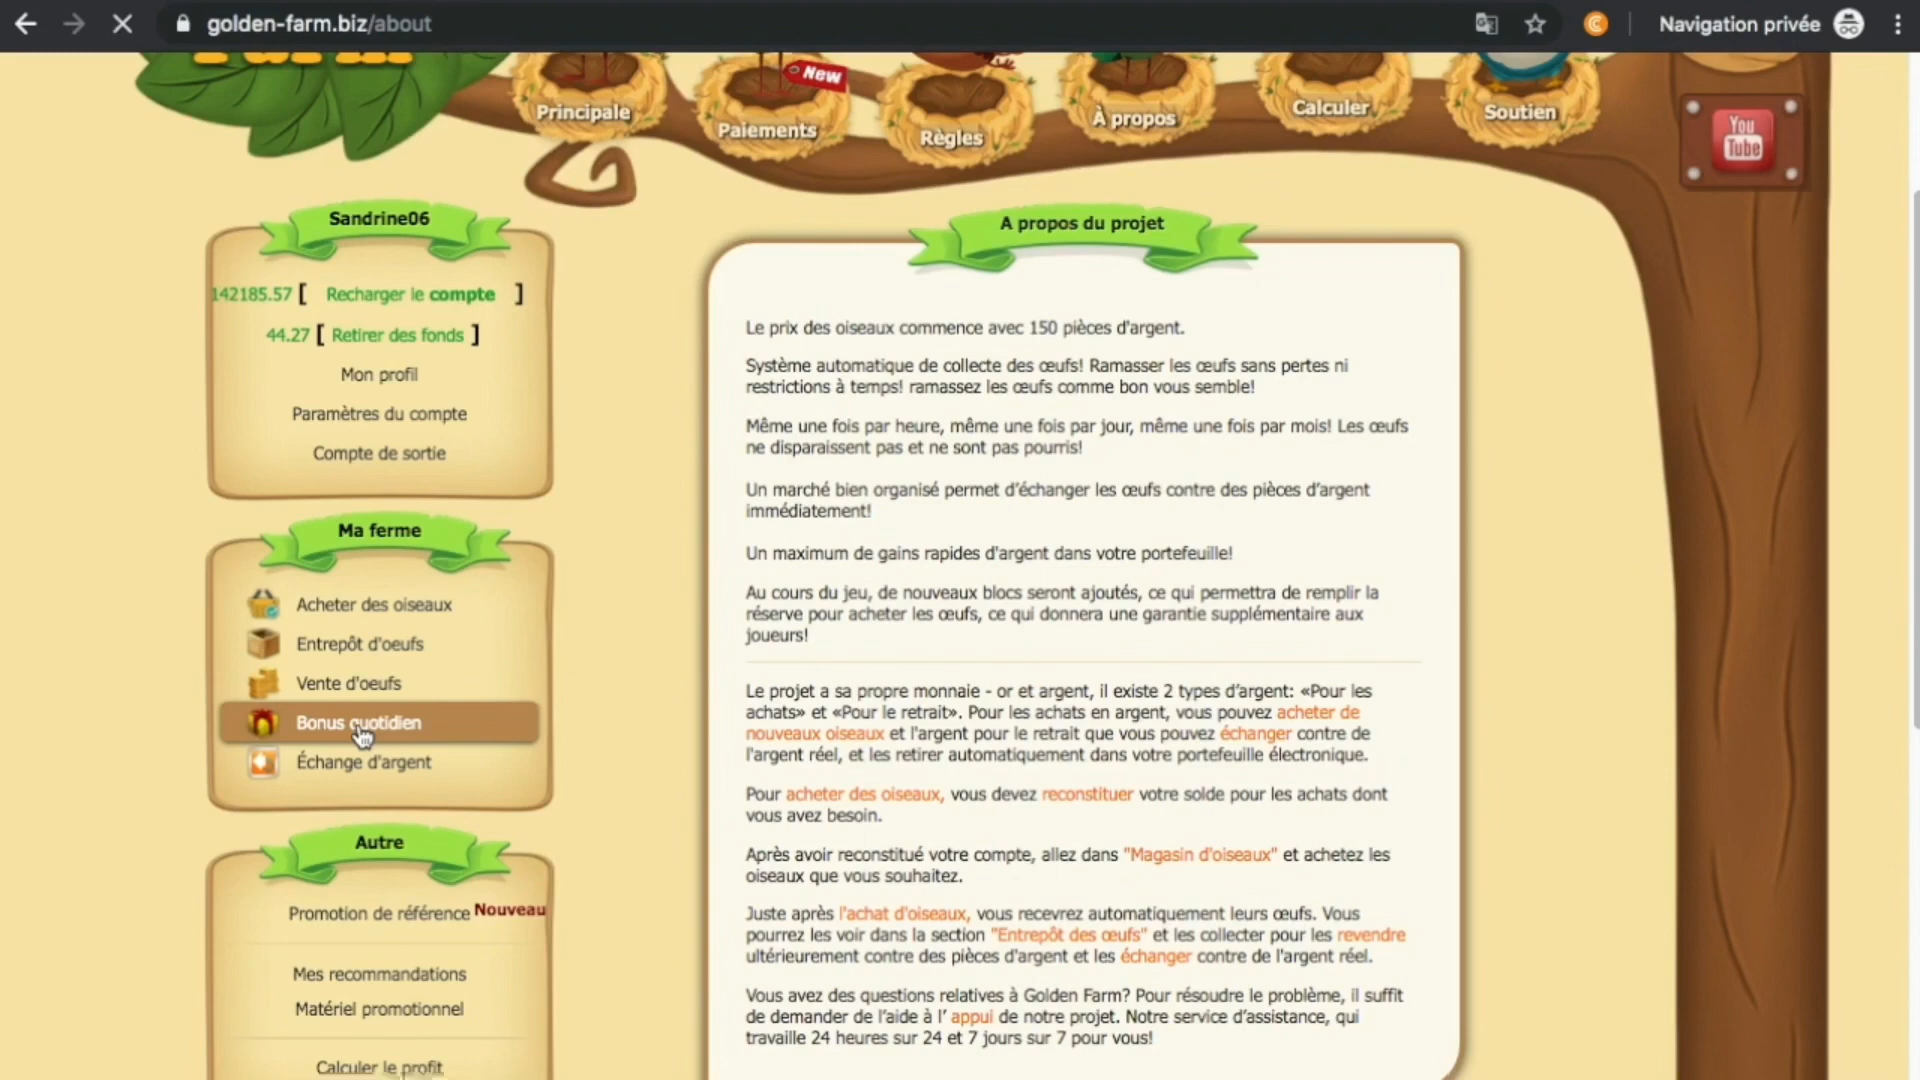 golden-farm.biz/about
Navigation privée
New
Principale
Paiements
Règles
À propos
Calculer
Soutien
You
Tube
Sandrine06
142185.57 [ Recharger le compte ]
44.27 [ Retirer des fonds ]
Mon profil
Paramètres du compte
Compte de sortie
Ma ferme
Acheter des oiseaux
Entrepôt d'oeufs
Vente d'oeufs
Bonus quotidien
Échange d'argent
Autre
Promotion de référence Nouveau
Mes recommandations
Matériel promotionnel
Calculer le profit
A propos du projet
Le prix des oiseaux commence avec 150 pièces d'argent.
Système automatique de collecte des œufs! Ramasser les œufs sans pertes ni
restrictions à temps! ramassez les œufs comme bon vous semble!
Même une fois par heure, même une fois par jour, même une fois par mois! Les œufs
ne disparaissent pas et ne sont pas pourris!
Un marché bien organisé permet d’échanger les œufs contre des pièces d’argent
immédiatement!
Un maximum de gains rapides d'argent dans votre portefeuille!
Au cours du jeu, de nouveaux blocs seront ajoutés, ce qui permettra de remplir la
réserve pour acheter les œufs, ce qui donnera une garantie supplémentaire aux
joueurs!
Le projet a sa propre monnaie - or et argent, il existe 2 types d’argent: «Pour les
achats» et «Pour le retrait». Pour les achats en argent, vous pouvez acheter de
nouveaux oiseaux et l'argent pour le retrait que vous pouvez échanger contre de
l'argent réel, et les retirer automatiquement dans votre portefeuille électronique.
Pour acheter des oiseaux, vous devez reconstituer votre solde pour les achats dont
vous avez besoin.
Après avoir reconstitué votre compte, allez dans "Magasin d'oiseaux" et achetez les
oiseaux que vous souhaitez.
Juste après l'achat d'oiseaux, vous recevrez automatiquement leurs œufs. Vous
pourrez les voir dans la section "Entrepôt des œufs" et les collecter pour les revendre
ultérieurement contre des pièces d'argent et les échanger contre de l'argent réel.
Vous avez des questions relatives à Golden Farm? Pour résoudre le problème, il suffit
de demander de l’aide à l’ appui de notre projet. Notre service d’assistance, qui
travaille 24 heures sur 24 et 7 jours sur 7 pour vous!